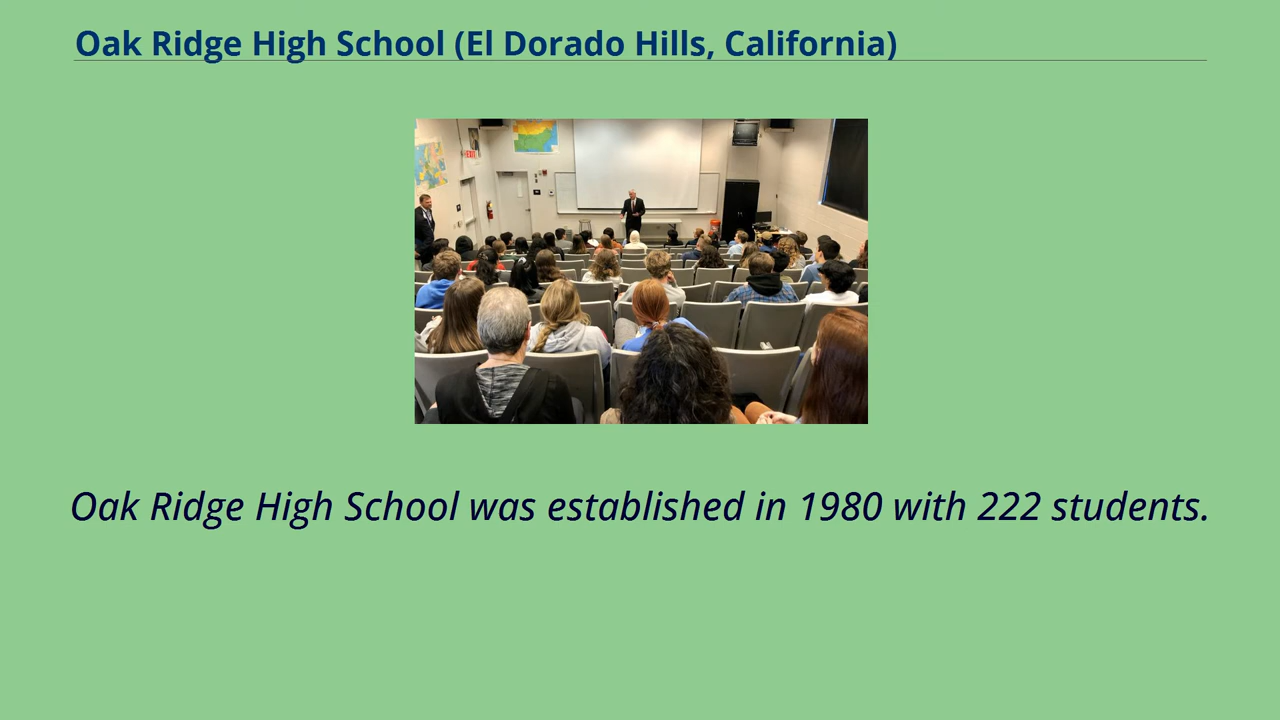 Oak Ridge High School (El Dorado Hills, California)
Oak Ridge High School was established in 1980 with 222 students.